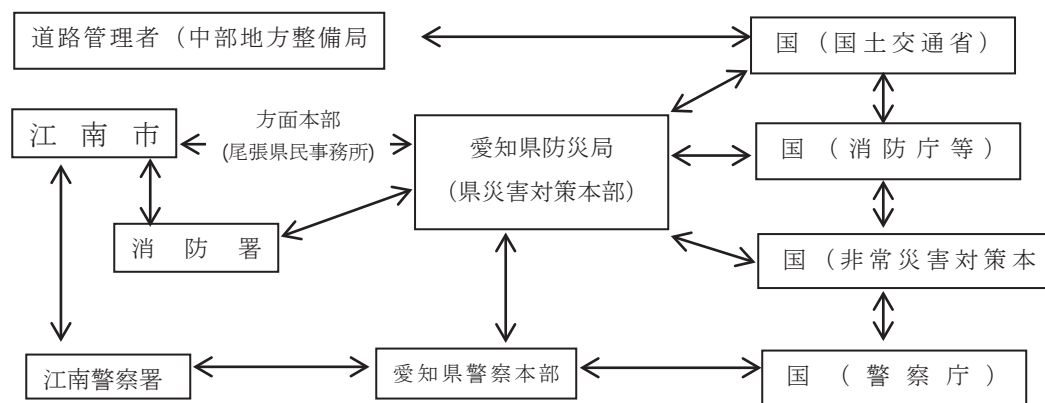 道路管理者（中部地方整備局
国（国土交通省）
江南市
方面本部
(尾張県民事務所)
愛知県防災局
（県災害対策本部）
国（消防庁等）
消防署
国（非常災害対策本
江南警察署
愛知県警察本部
国（警察庁）